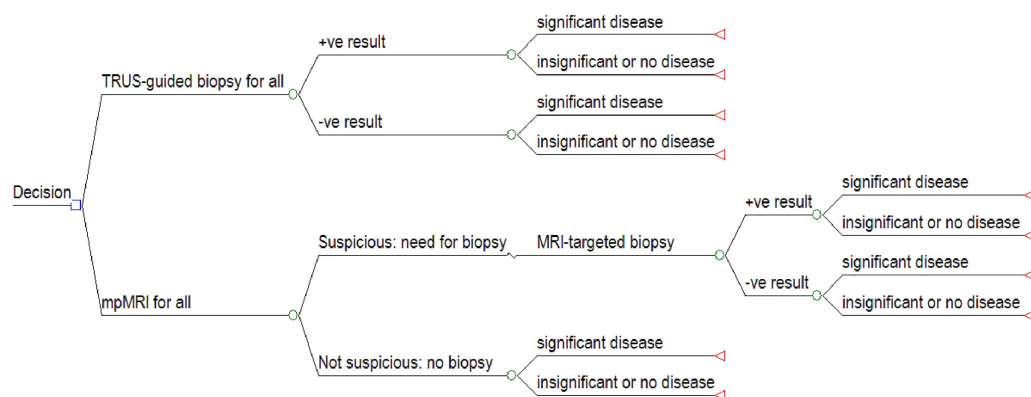 significant disease
+ve result
insignificant or no disease
TRUS-guided biopsy for all
significant disease
-ve result
insignificant or no disease
Decision
significant disease
+ve result
insignificant or no disease
Suspicious: need for biopsy
MRI-targeted biopsy
significant disease
-ve result
insignificant or no disease
mpMRI for all
significant disease
Not suspicious: no biopsy
insignificant or no disease